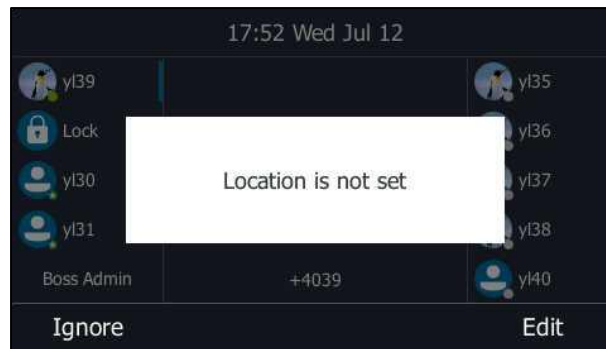 17:52 Wed Jul 12
yl39
yl35
Lock
yl36
Location is not set
yl30
yl37
yl31
yl38
Boss Admin
+4039
yl40
Ignore
Edit